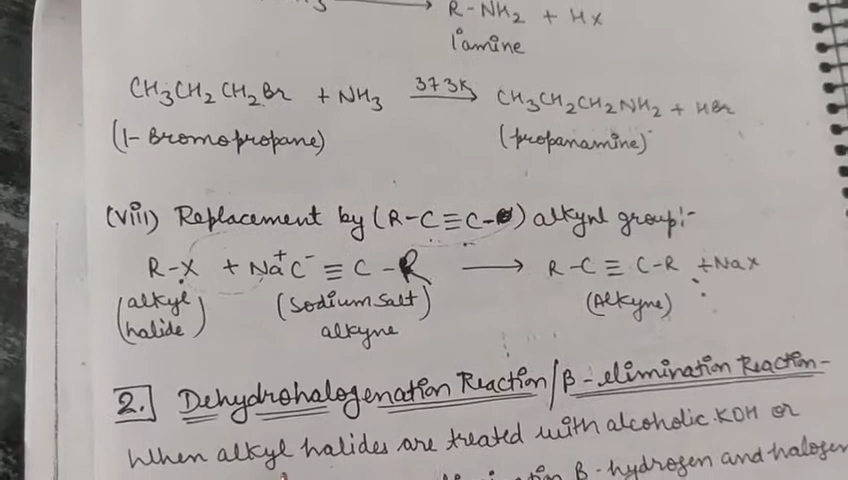 ⟶ R-NH₂ + HX
1°amine
CH₃CH₂CH₂Br + NH₃ 373K⟶ CH₃CH₂CH₂NH₂ + HBr
(1-Bromopropane) (propanamine)
(viii) Replacement by (R-C≡C-) alkynl group:-
R-X + Na⁺C⁻≡C-R ⟶ R-C≡C-R + NaX
(alkyl halide) (Sodium Salt) alkyne (Alkyne)
2. Dehydrohalogenation Reaction/β-elimination Reaction-
When alkyl halides are treated with alcoholic KOH or
β-hydrogen and halogen